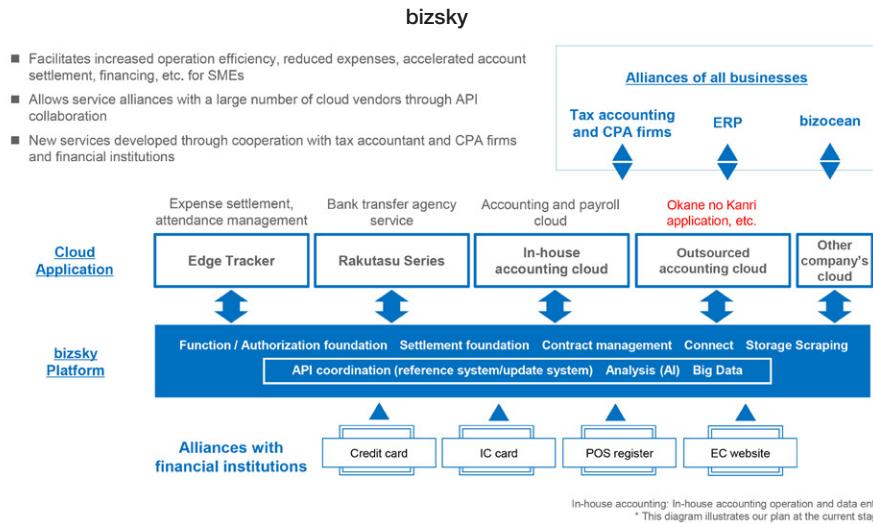 bizsky
■ Facilitates increased operation efficiency, reduced expenses, accelerated account
settlement, financing, etc. for SMEs
■ Allows service alliances with a large number of cloud vendors through API
collaboration
■ New services developed through cooperation with tax accountant and CPA firms
and financial institutions
Alliances of all businesses
Tax accounting
and CPA firms
ERP
bizocean
Expense settlement,
attendance management
Bank transfer agency
service
Accounting and payroll
cloud
Okane no Kanri
application, etc.
Cloud
Application
Edge Tracker
Rakutasu Series
In-house
accounting cloud
Outsourced
accounting cloud
Other
company's
cloud
bizsky
Platform
Function / Authorization foundation Settlement foundation Contract management Connect Storage Scraping
API coordination (reference system/update system) Analysis (AI) Big Data
Alliances with
financial institutions
Credit card
IC card
POS register
EC website
In-house accounting: In-house accounting operation and data
* This diagram illustrates our plan at the current